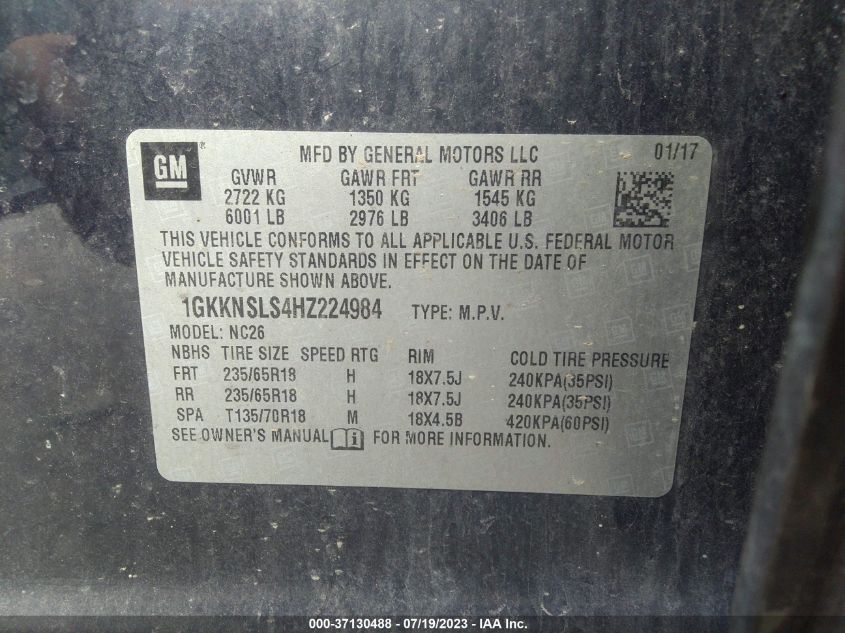 GM® MFD BY GENERAL MOTORS LLC 01/17
GVWR GAWR FRT GAWR RR
2722 KG 1350 KG 1545 KG
6001 LB 2976 LB 3406 LB
THIS VEHICLE CONFORMS TO ALL APPLICABLE U.S. FEDERAL MOTOR
VEHICLE SAFETY STANDARDS IN EFFECT ON THE DATE OF
MANUFACTURE SHOWN ABOVE.
1GKKNSLS4HZ224984 TYPE: M.P.V.
MODEL: NC26
NBHS TIRE SIZE SPEED RTG RIM COLD TIRE PRESSURE
FRT 235/65R18 H 18X7.5J 240KPA(35PSI)
RR 235/65R18 H 18X7.5J 240KPA(35PSI)
SPA T135/70R18 M 18X4.5B 420KPA(60PSI)
SEE OWNER'S MANUAL i FOR MORE INFORMATION.
000-37130488 - 07/19/2023 - IAA Inc.